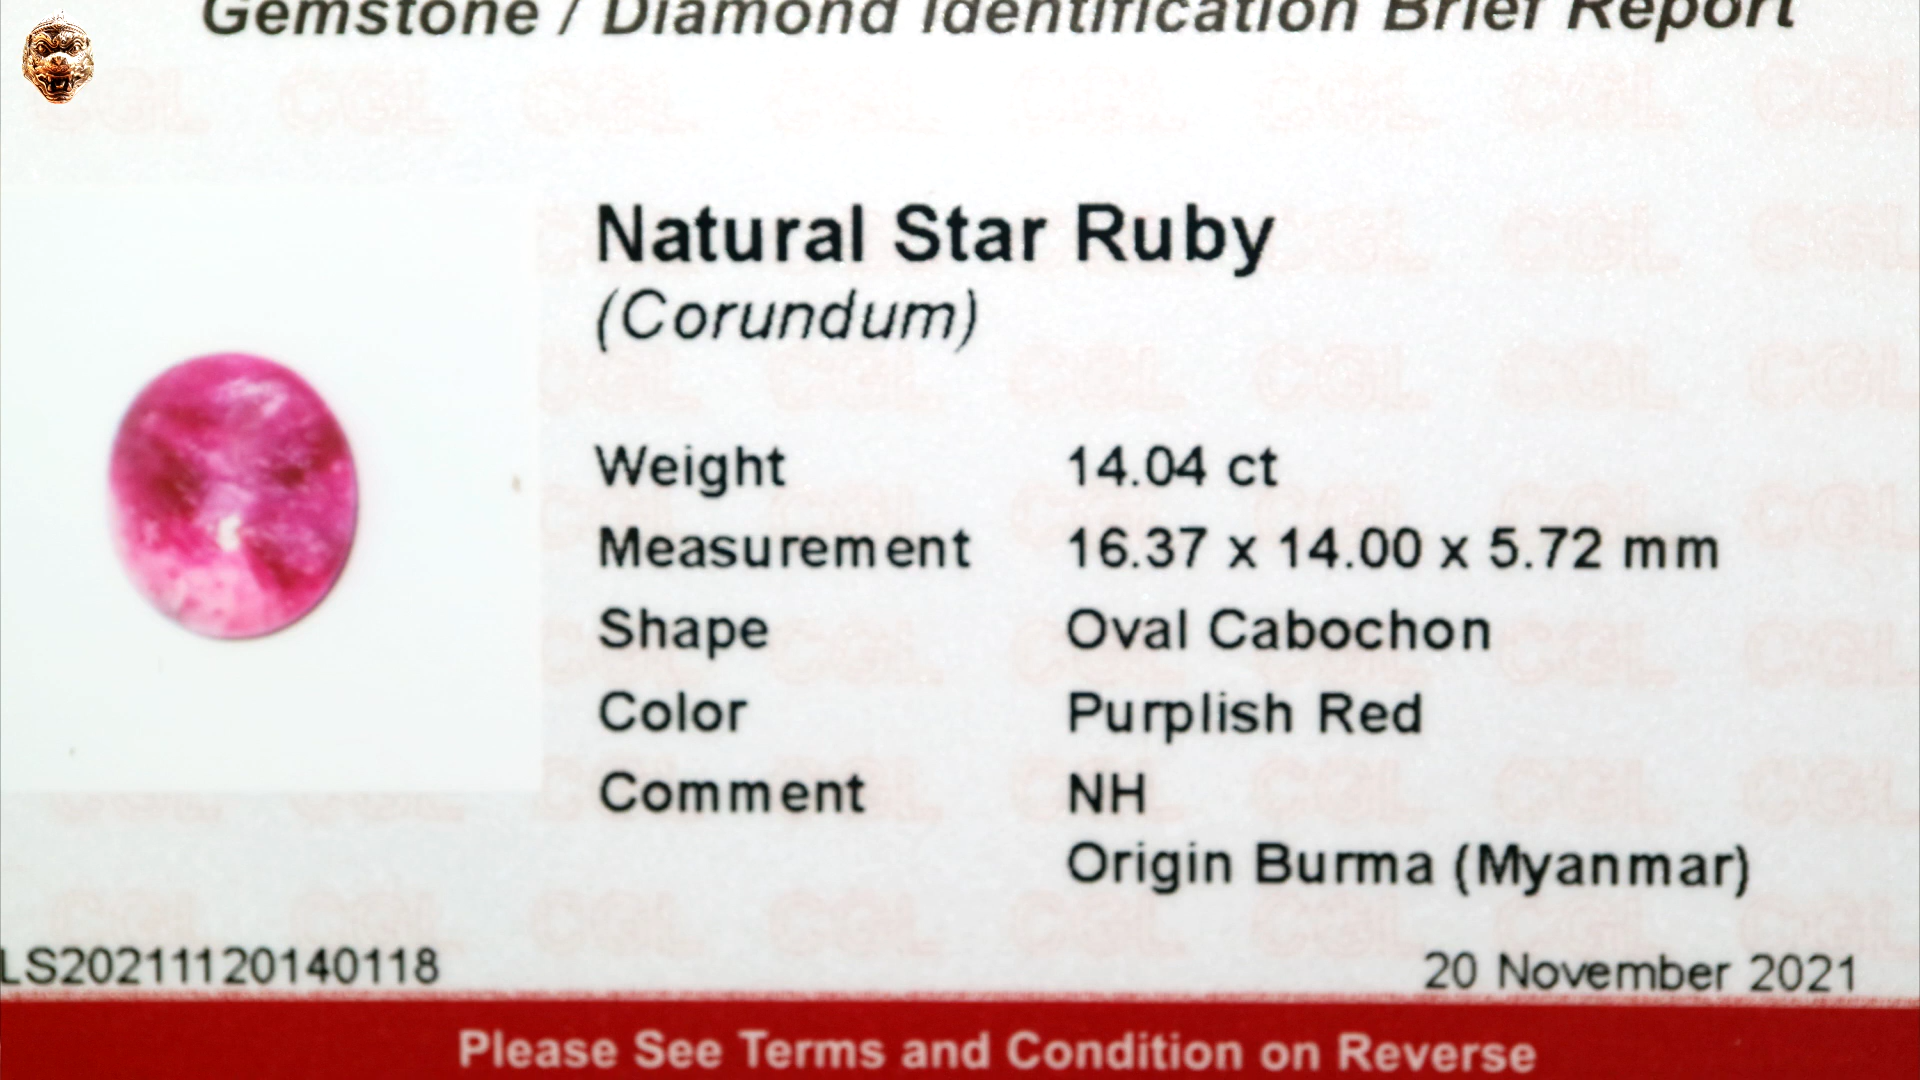 Gemstone / Diamond Identification Brief Report
Natural Star Ruby
(Corundum)
Weight 14.04 ct
Measurement 16.37 x 14.00 x 5.72 mm
Shape Oval Cabochon
Color Purplish Red
Comment NH
Origin Burma (Myanmar)
LS20211120140118 20 November 2021
Please See Terms and Condition on Reverse